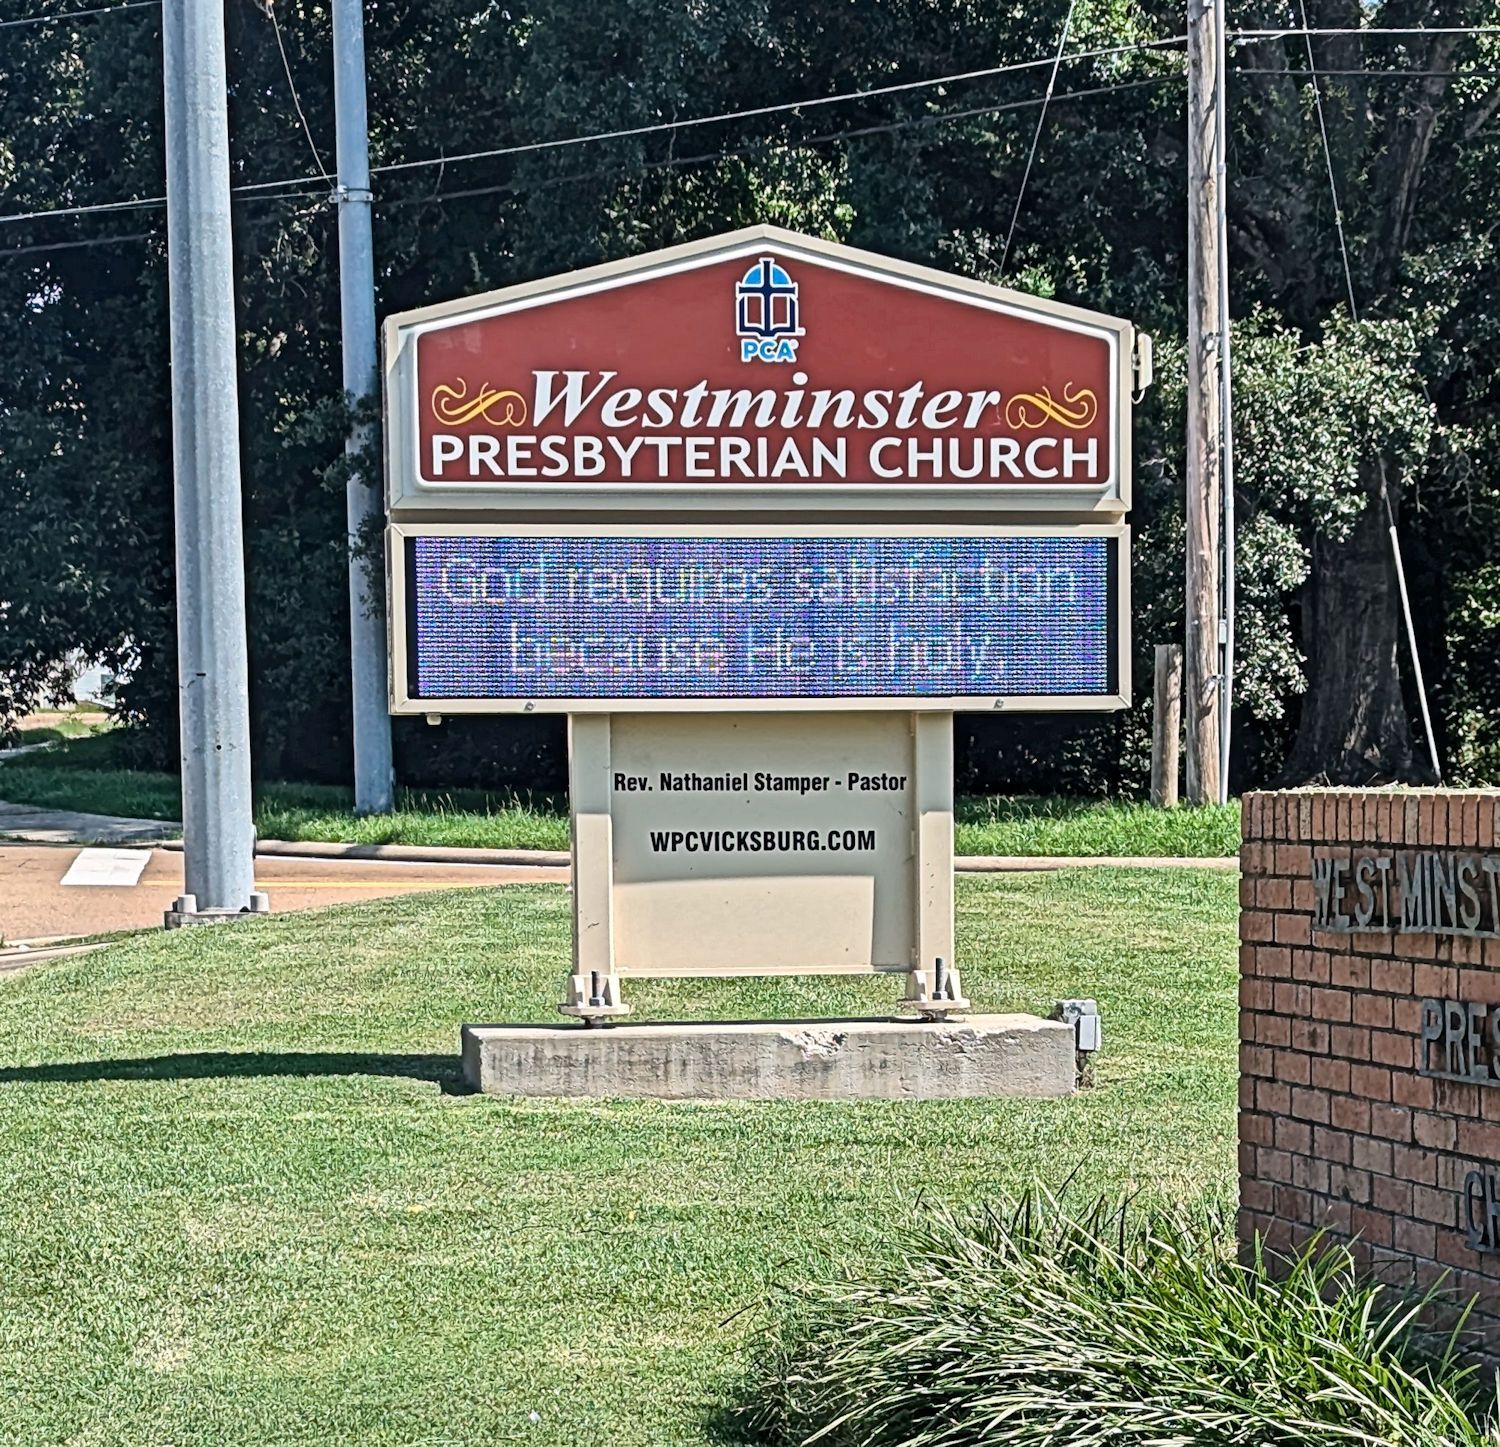 PCA
Westminster
PRESBYTERIAN CHURCH
God requires satisfaction
because He is holy.
Rev. Nathaniel Stamper - Pastor
WPCVICKSBURG.COM
WESTMINST
PRES
CH